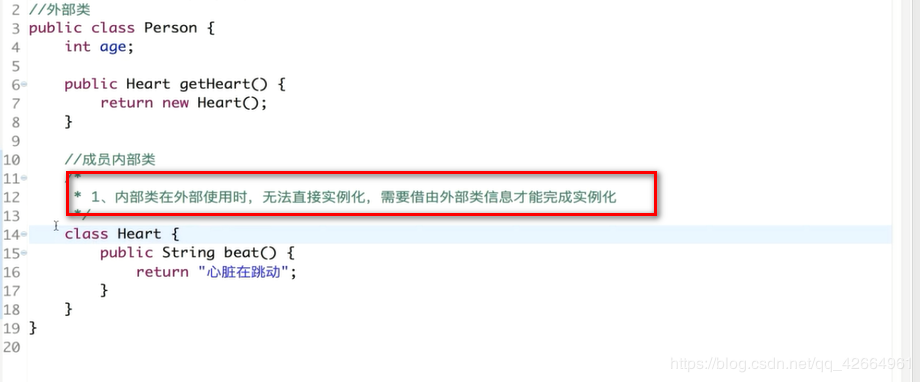 2 //外部类
3 public class Person {
4 int age;
5
6 public Heart getHeart() {
7 return new Heart();
8 }
9
10 //成员内部类
11 /*
12 * 1、内部类在外部使用时，无法直接实例化，需要借由外部类信息才能完成实例化
13 */
14 class Heart {
15 public String beat() {
16 return "心脏在跳动";
17 }
18 }
19 }
20
https://blog.csdn.net/qq_42664961